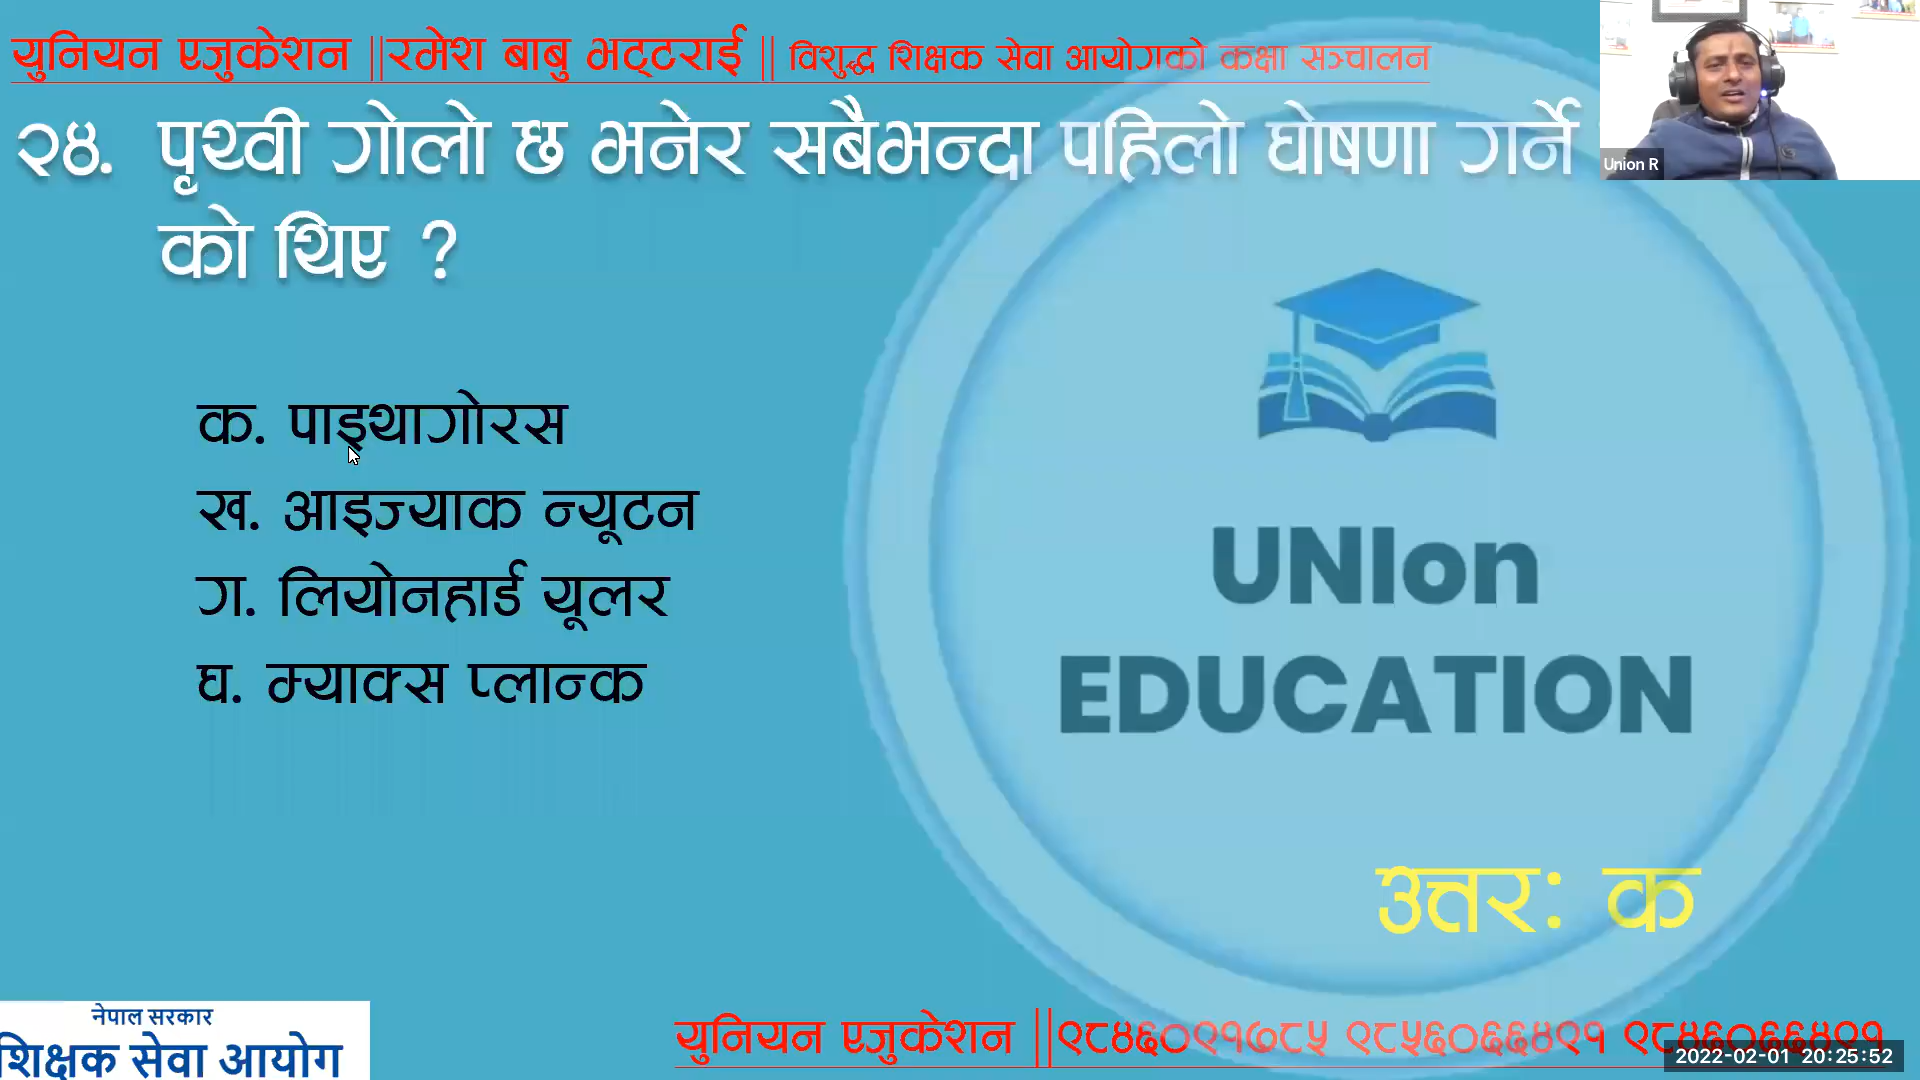 युनियन एजुकेशन ||रमेश बाबु भट्टराई || विशुद्ध शिक्षक सेवा आयोगको कक्षा सञ्चालन
२४. पृथ्वी गोलो छ भनेर सबैभन्दा पहिलो घोषणा गर्ने
को थिए ?
Union R
क. पाइथागोरस
ख. आइज्याक न्यूटन
ग. लियोनहार्ड यूलर
घ. म्याक्स प्लान्क
UNIon
EDUCATION
उत्तर: क
नेपाल सरकार
शिक्षक सेवा आयोग
युनियन एजुकेशन ||९८४६०९१७८५ ९८५६०६६४९१ ९८४६०६६४९१
2022-02-01 20:25:52